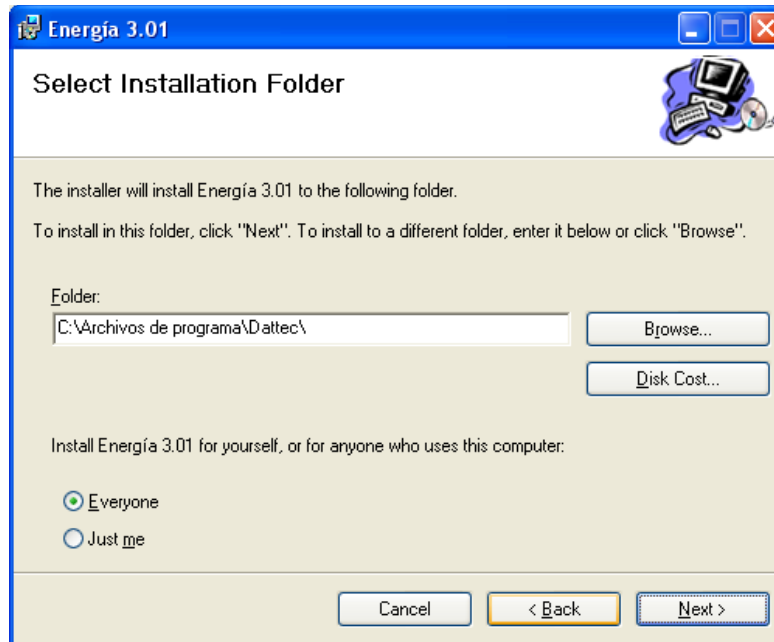 Energía 3.01
Select Installation Folder
The installer will install Energía 3.01 to the following folder.
To install in this folder, click "Next". To install to a different folder, enter it below or click "Browse".
Folder:
C:\Archivos de programa\Dattec\
Browse...
Disk Cost...
Install Energía 3.01 for yourself, or for anyone who uses this computer:
Everyone
Just me
Cancel
< Back
Next >